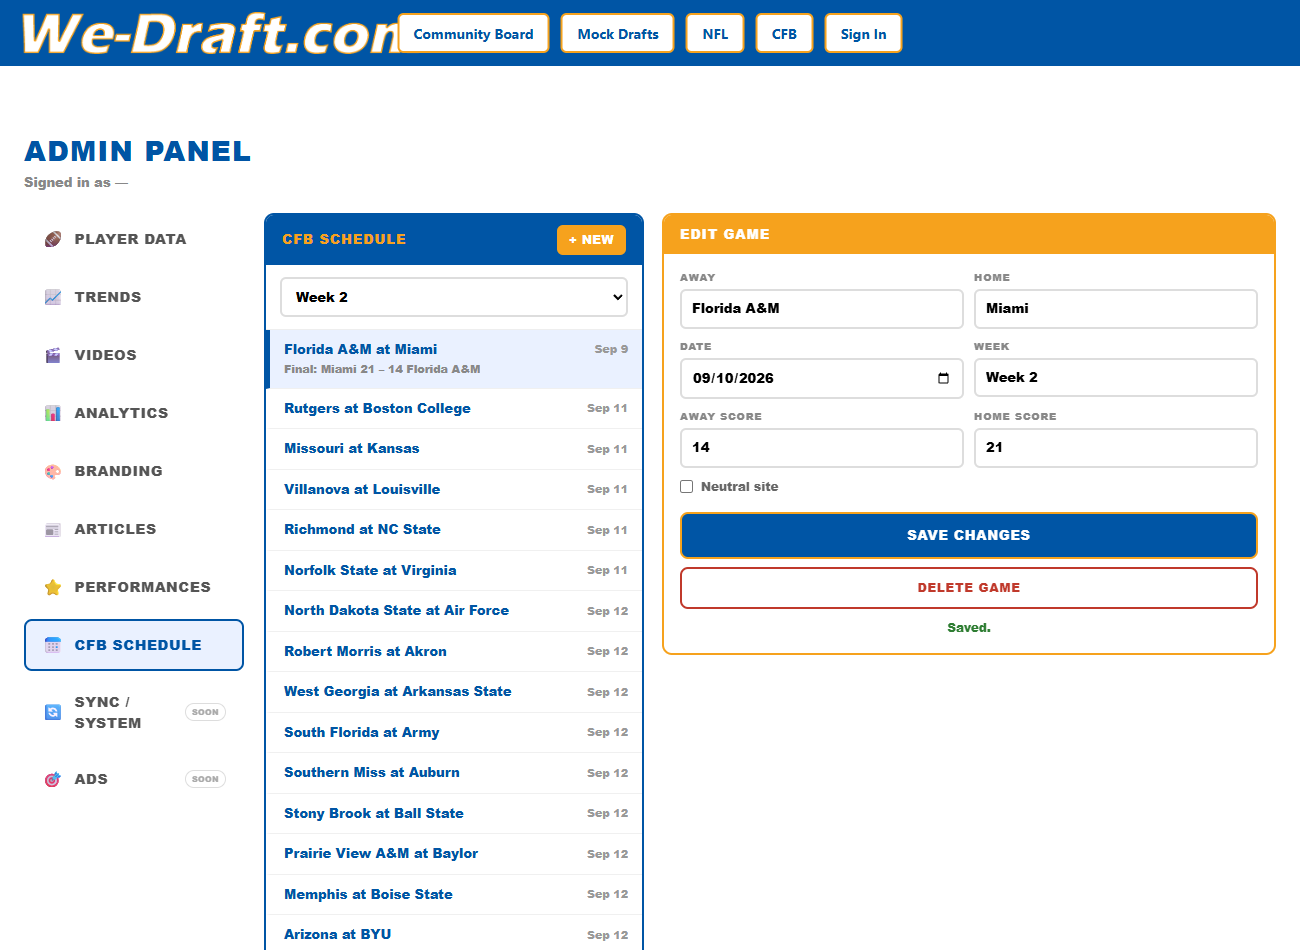 We-Draft.com
Community Board
Mock Drafts
NFL
CFB
Sign In
ADMIN PANEL
Signed in as —
PLAYER DATA
TRENDS
VIDEOS
ANALYTICS
BRANDING
ARTICLES
PERFORMANCES
CFB SCHEDULE
SYNC /
SYSTEM
SOON
ADS
SOON
CFB SCHEDULE
+ NEW
Week 2
Florida A&M at Miami Sep 9
Final: Miami 21 – 14 Florida A&M
Rutgers at Boston College Sep 11
Missouri at Kansas Sep 11
Villanova at Louisville Sep 11
Richmond at NC State Sep 11
Norfolk State at Virginia Sep 11
North Dakota State at Air Force Sep 12
Robert Morris at Akron Sep 12
West Georgia at Arkansas State Sep 12
South Florida at Army Sep 12
Southern Miss at Auburn Sep 12
Stony Brook at Ball State Sep 12
Prairie View A&M at Baylor Sep 12
Memphis at Boise State Sep 12
Arizona at BYU Sep 12
EDIT GAME
AWAY HOME
Florida A&M Miami
DATE WEEK
09/10/2026 Week 2
AWAY SCORE HOME SCORE
14 21
Neutral site
SAVE CHANGES
DELETE GAME
Saved.